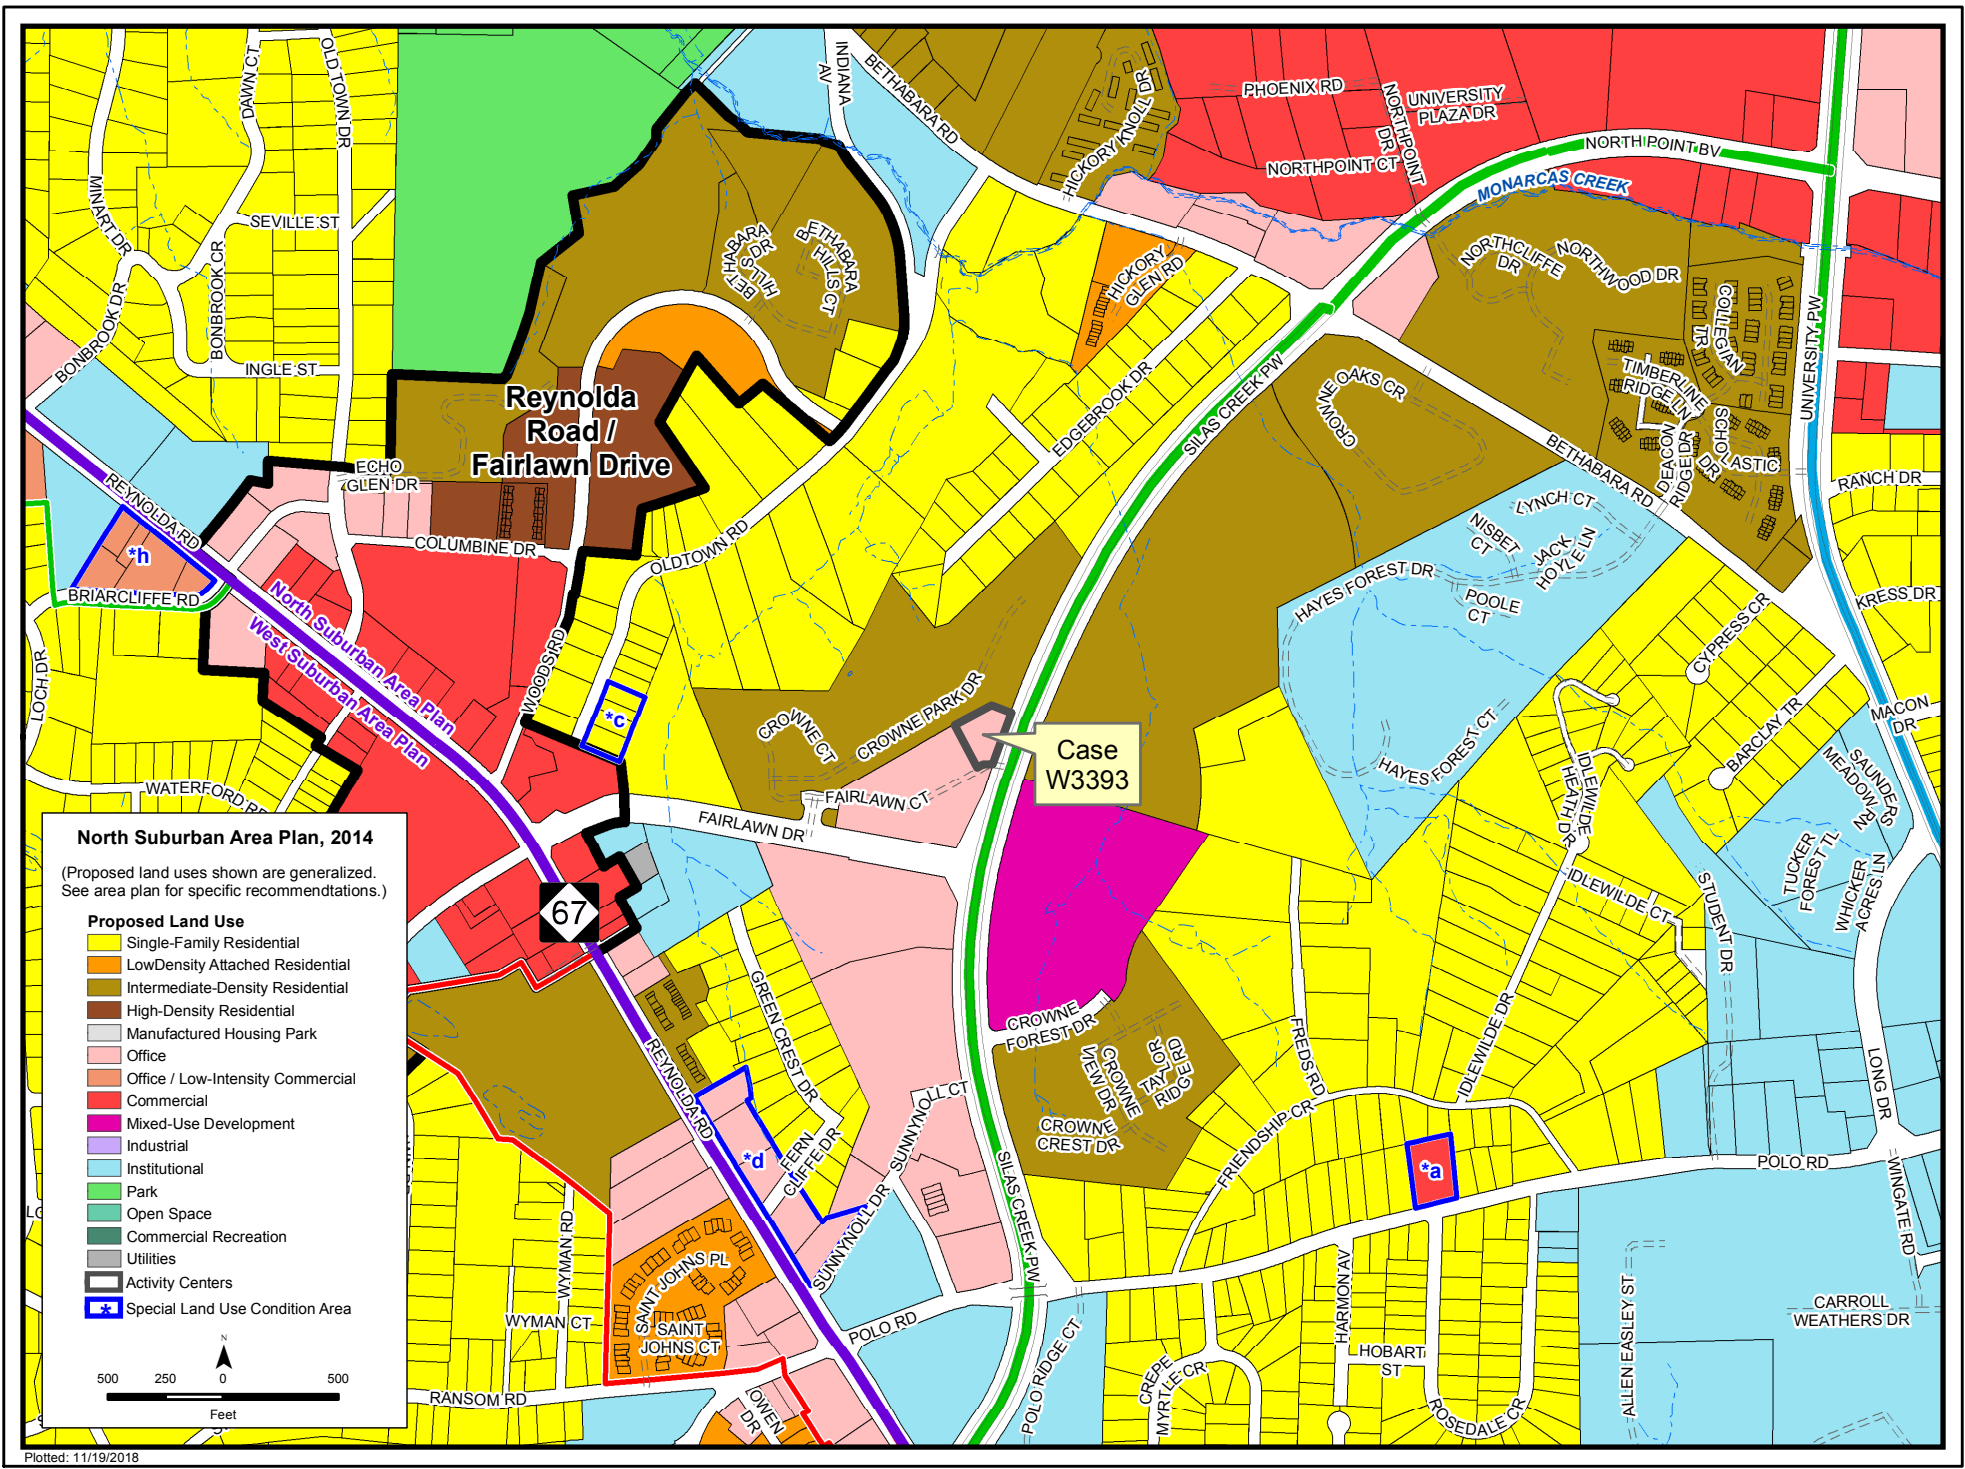 INDIANA
AV
BETHABARA RD
HICKORY KNOLL DR
PHOENIX RD
NORTHPOINT
DR
UNIVERSITY
PLAZA DR
NORTHPOINT CT
NORTH POINT BV
MONARCAS CREEK
DAWN CT
OLD TOWN DR
MINART DR
SEVILLE ST
BONBROOK CR
BONBROOK DR
INGLE ST
BETHABARA
HILLS DR
BETHABARA
HILLS CT
HICKORY
GLEN RD
NORTHCLIFFE
DR
NORTHWOOD DR
COLLEGIAN
TR
UNIVERSITY PW
TIMBERLINE
RIDGE LN
SCHOLASTIC
DR
DEACON
RIDGE DR
EDGEBROOK DR
SILAS CREEK PW
CROWNE OAKS CR
BETHABARA RD
RANCH DR
Reynolda
Road /
Fairlawn Drive
ECHO
GLEN DR
REYNOLDA RD
*h
BRIARCLIFFE RD
COLUMBINE DR
OLDTOWN RD
LYNCH CT
NISBET
CT
JACK
HOYLE LN
HAYES FOREST DR
POOLE
CT
KRESS DR
CYPRESS CR
North Suburban Area Plan
West Suburban Area Plan
LOCH DR
WOODS RD
*c
CROWNE CT
CROWNE PARK DR
Case
W3393
HAYES FOREST CT
BARCLAY TR
MACON
DR
SAUNDERS
MEADOW RN
IDLEWILDE
HEATH DR
WATERFORD RD
FAIRLAWN CT
FAIRLAWN DR
TUCKER
FOREST TL
WHICKER
ACRES LN
IDLEWILDE CT
STUDENT DR
67
North Suburban Area Plan, 2014
(Proposed land uses shown are generalized.
See area plan for specific recommendtations.)
Proposed Land Use
Single-Family Residential
LowDensity Attached Residential
Intermediate-Density Residential
High-Density Residential
Manufactured Housing Park
Office
Office / Low-Intensity Commercial
Commercial
Mixed-Use Development
Industrial
Institutional
Park
Open Space
Commercial Recreation
Utilities
Activity Centers
* Special Land Use Condition Area
N
500 250 0 500
Feet
GREEN CREST DR
REYNOLDA RD
CROWNE
FOREST DR
CROWNE
VIEW DR
TAYLOR
RIDGE RD
CROWNE
CREST DR
FREDS RD
IDLEWILDE DR
LONG DR
FRIENDSHIP CR
*d
FERN
CLIFFE DR
SUNNYNOLL CT
SUNNYNOLL DR
SILAS CREEK PW
*a
POLO RD
WINGATE RD
WYMAN RD
WYMAN CT
SAINT JOHNS PL
SAINT
JOHNS CT
POLO RD
HARMON AV
HOBART
ST
ALLEN EASLEY ST
CARROLL
WEATHERS DR
RANSOM RD
OWEN
DR
POLO RIDGE CT
CREPE
MYRTLE CR
ROSEDALE CR
Plotted: 11/19/2018